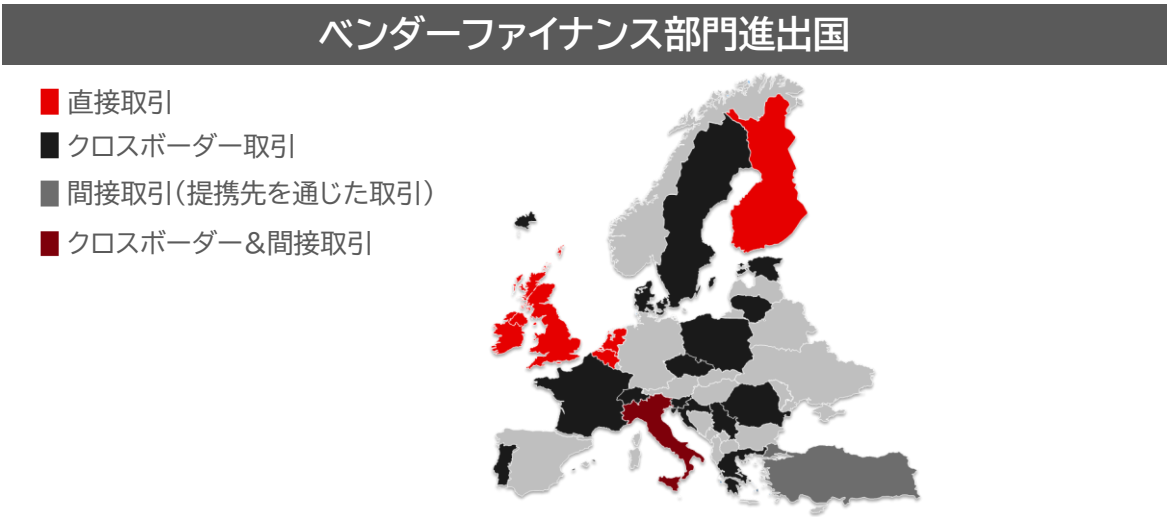 ベンダーファイナンス部門進出国
直接取引
クロスボーダー取引
間接取引(提携先を通じた取引)
クロスボーダー&間接取引